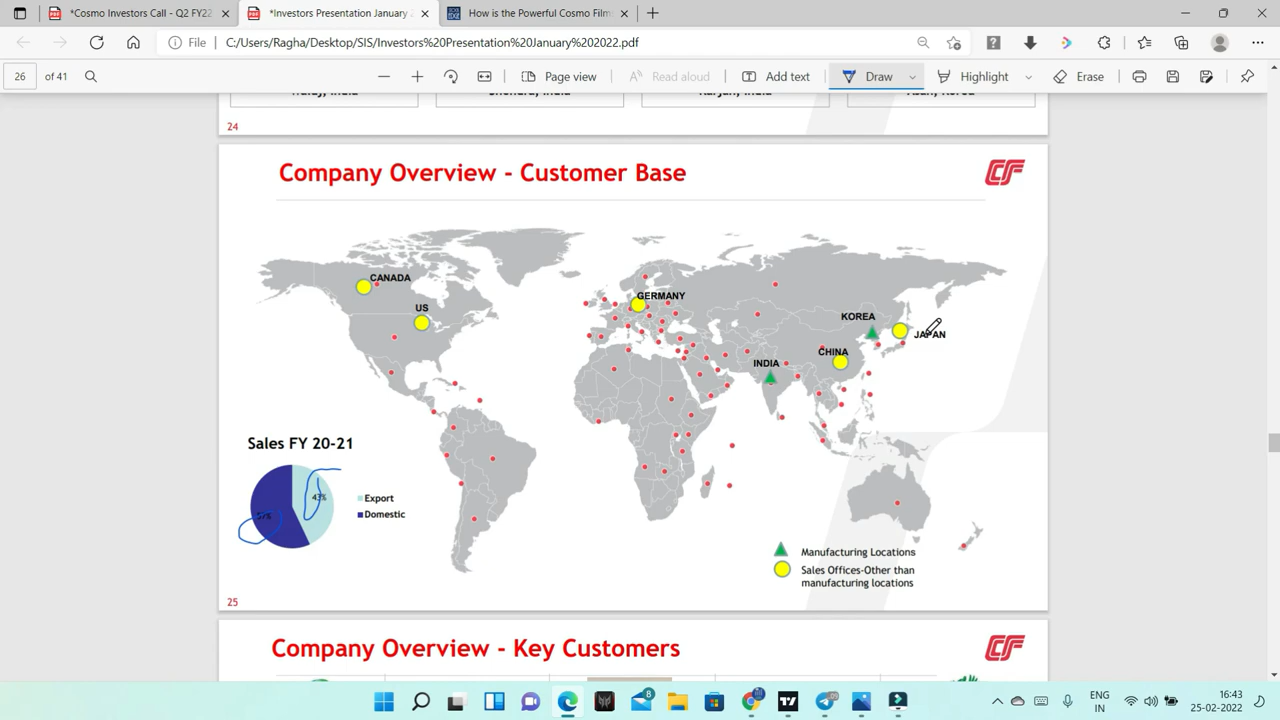 *Cosmo Investors Call - Q2 FY22
*Investors Presentation January
How is the Powerful Cosmo Film
File
C:/Users/Ragha/Desktop/SIS/Investors%20Presentation%20January%202022.pdf
26 of 41
Page view
Read aloud
Add text
Draw
Highlight
Erase
24
Company Overview - Customer Base
CF
CANADA
US
GERMANY
KOREA
JAPAN
CHINA
INDIA
Sales FY 20-21
43%
57%
Export
Domestic
Manufacturing Locations
Sales Offices-Other than
manufacturing locations
25
Company Overview - Key Customers
CF
8
ENG
IN
16:43
25-02-2022